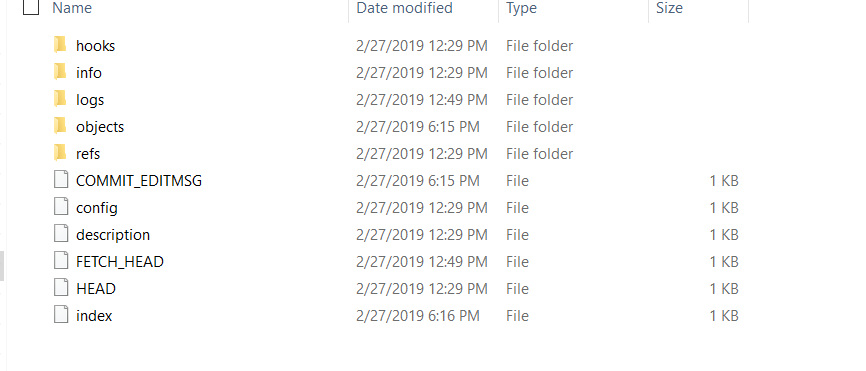 Name Date modified Type Size
hooks 2/27/2019 12:29 PM File folder
info 2/27/2019 12:29 PM File folder
logs 2/27/2019 12:49 PM File folder
objects 2/27/2019 6:15 PM File folder
refs 2/27/2019 12:29 PM File folder
COMMIT_EDITMSG 2/27/2019 6:15 PM File 1 KB
config 2/27/2019 12:29 PM File 1 KB
description 2/27/2019 12:29 PM File 1 KB
FETCH_HEAD 2/27/2019 12:49 PM File 1 KB
HEAD 2/27/2019 12:29 PM File 1 KB
index 2/27/2019 6:16 PM File 1 KB